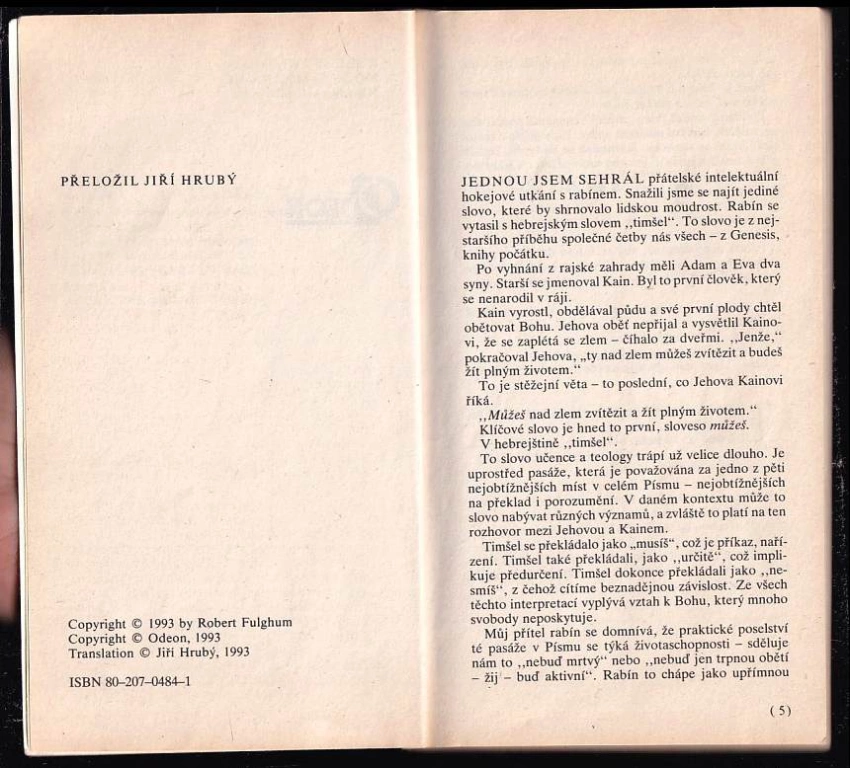 PŘELOŽIL JIŘÍ HRUBÝ
Copyright © 1993 by Robert Fulghum
Copyright © Odeon, 1993
Translation © Jiří Hrubý, 1993
ISBN 80–207–0484–1
JEDNOU JSEM SEHRÁL přátelské intelektuální
hokejové utkání s rabínem. Snažili jsme se najít jediné
slovo, které by shrnovalo lidskou moudrost. Rabín se
vytasil s hebrejským slovem „timšel“. To slovo je z nej-
staršího příběhu společné četby nás všech – z Genesis,
knihy počátku.
Po vyhnání z rajské zahrady měli Adam a Eva dva
syny. Starší se jmenoval Kain. Byl to první člověk, který
se nenarodil v ráji.
Kain vyrostl, obdělával půdu a své první plody chtěl
obětovat Bohu. Jehova oběť nepřijal a vysvětlil Kaino-
vi, že se zaplétá se zlem – číhalo za dveřmi. „Jenže,“
pokračoval Jehova, „ty nad zlem můžeš zvítězit a budeš
žít plným životem.“
To je stěžejní věta – to poslední, co Jehova Kainovi
říká.
„Můžeš nad zlem zvítězit a žít plným životem.“
Klíčové slovo je hned to první, sloveso můžeš.
V hebrejštině „timšel“.
To slovo učence a teology trápí už velice dlouho. Je
uprostřed pasáže, která je považována za jedno z pěti
nejobtížnějších míst v celém Písmu – nejobtížnějších
na překlad i porozumění. V daném kontextu může to
slovo nabývat různých významů, a zvláště to platí na ten
rozhovor mezi Jehovou a Kainem.
Timšel se překládalo jako „musíš“, což je příkaz, naří-
zení. Timšel také překládali, jako „určitě“, což impli-
kuje předurčení. Timšel dokonce překládali jako „ne-
smíš“, z čehož cítíme beznadějnou závislost. Ze všech
těchto interpretací vyplývá vztah k Bohu, který mnoho
svobody neposkytuje.
Můj přítel rabín se domnívá, že praktické poselství
té pasáže v Písmu se týká životaschopnosti – sděluje
nám to „nebuď mrtvý“ nebo „nebuď jen trpnou obětí
– žij – buď aktivní“. Rabín to chápe jako upřímnou
(5)